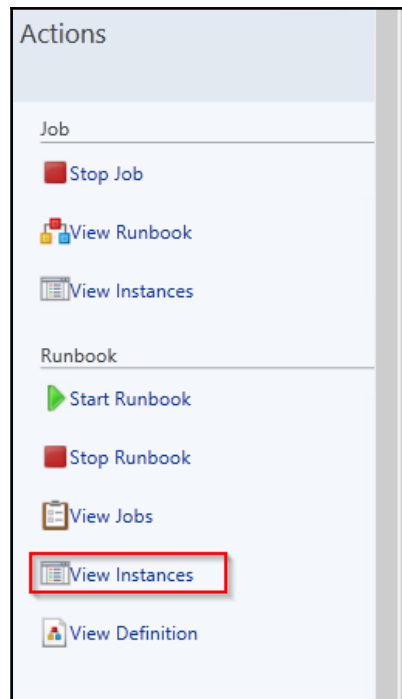 Actions
Job
Stop Job
View Runbook
View Instances
Runbook
Start Runbook
Stop Runbook
View Jobs
View Instances
View Definition